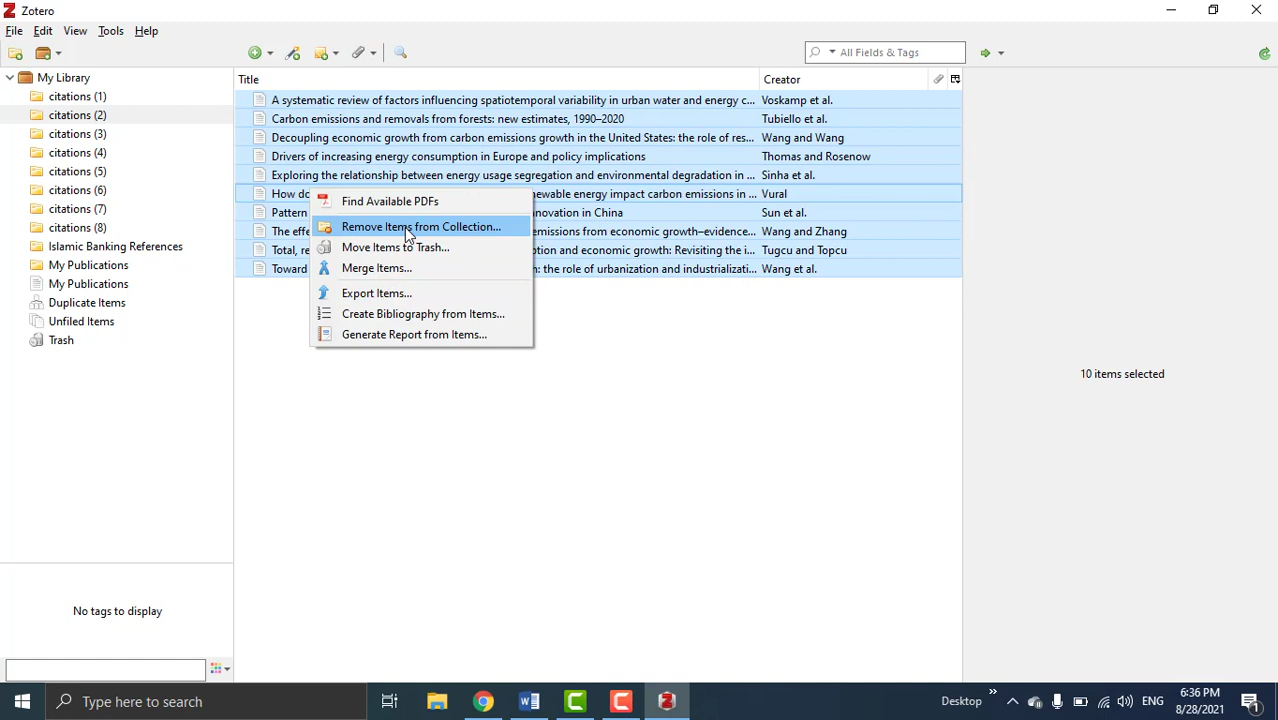 Zotero
File Edit View Tools Help
All Fields & Tags
My Library
citations (1)
citations (2)
citations (3)
citations (4)
citations (5)
citations (6)
citations (7)
citations (8)
Islamic Banking References
My Publications
My Publications
Duplicate Items
Unfiled Items
Trash
No tags to display
Title Creator
A systematic review of factors influencing spatiotemporal variability in urban water and energy c... Voskamp et al.
Carbon emissions and removals from forests: new estimates, 1990–2020 Tubiello et al.
Decoupling economic growth from carbon emissions growth in the United States: the role of res... Wang and Wang
Drivers of increasing energy consumption in Europe and policy implications Thomas and Rosenow
Exploring the relationship between energy usage segregation and environmental degradation in ... Sinha et al.
How do newable energy impact carbon emissions in ... Vural
Pattern novation in China Sun et al.
The effe emissions from economic growth–evidence... Wang and Zhang
Total, re ption and economic growth: Revisiting the i... Tugcu and Topcu
Toward h: the role of urbanization and industrializati... Wang et al.
Find Available PDFs
Remove Items from Collection...
Move Items to Trash...
Merge Items...
Export Items...
Create Bibliography from Items...
Generate Report from Items...
10 items selected
Type here to search
Desktop
ENG
6:36 PM
8/28/2021
1